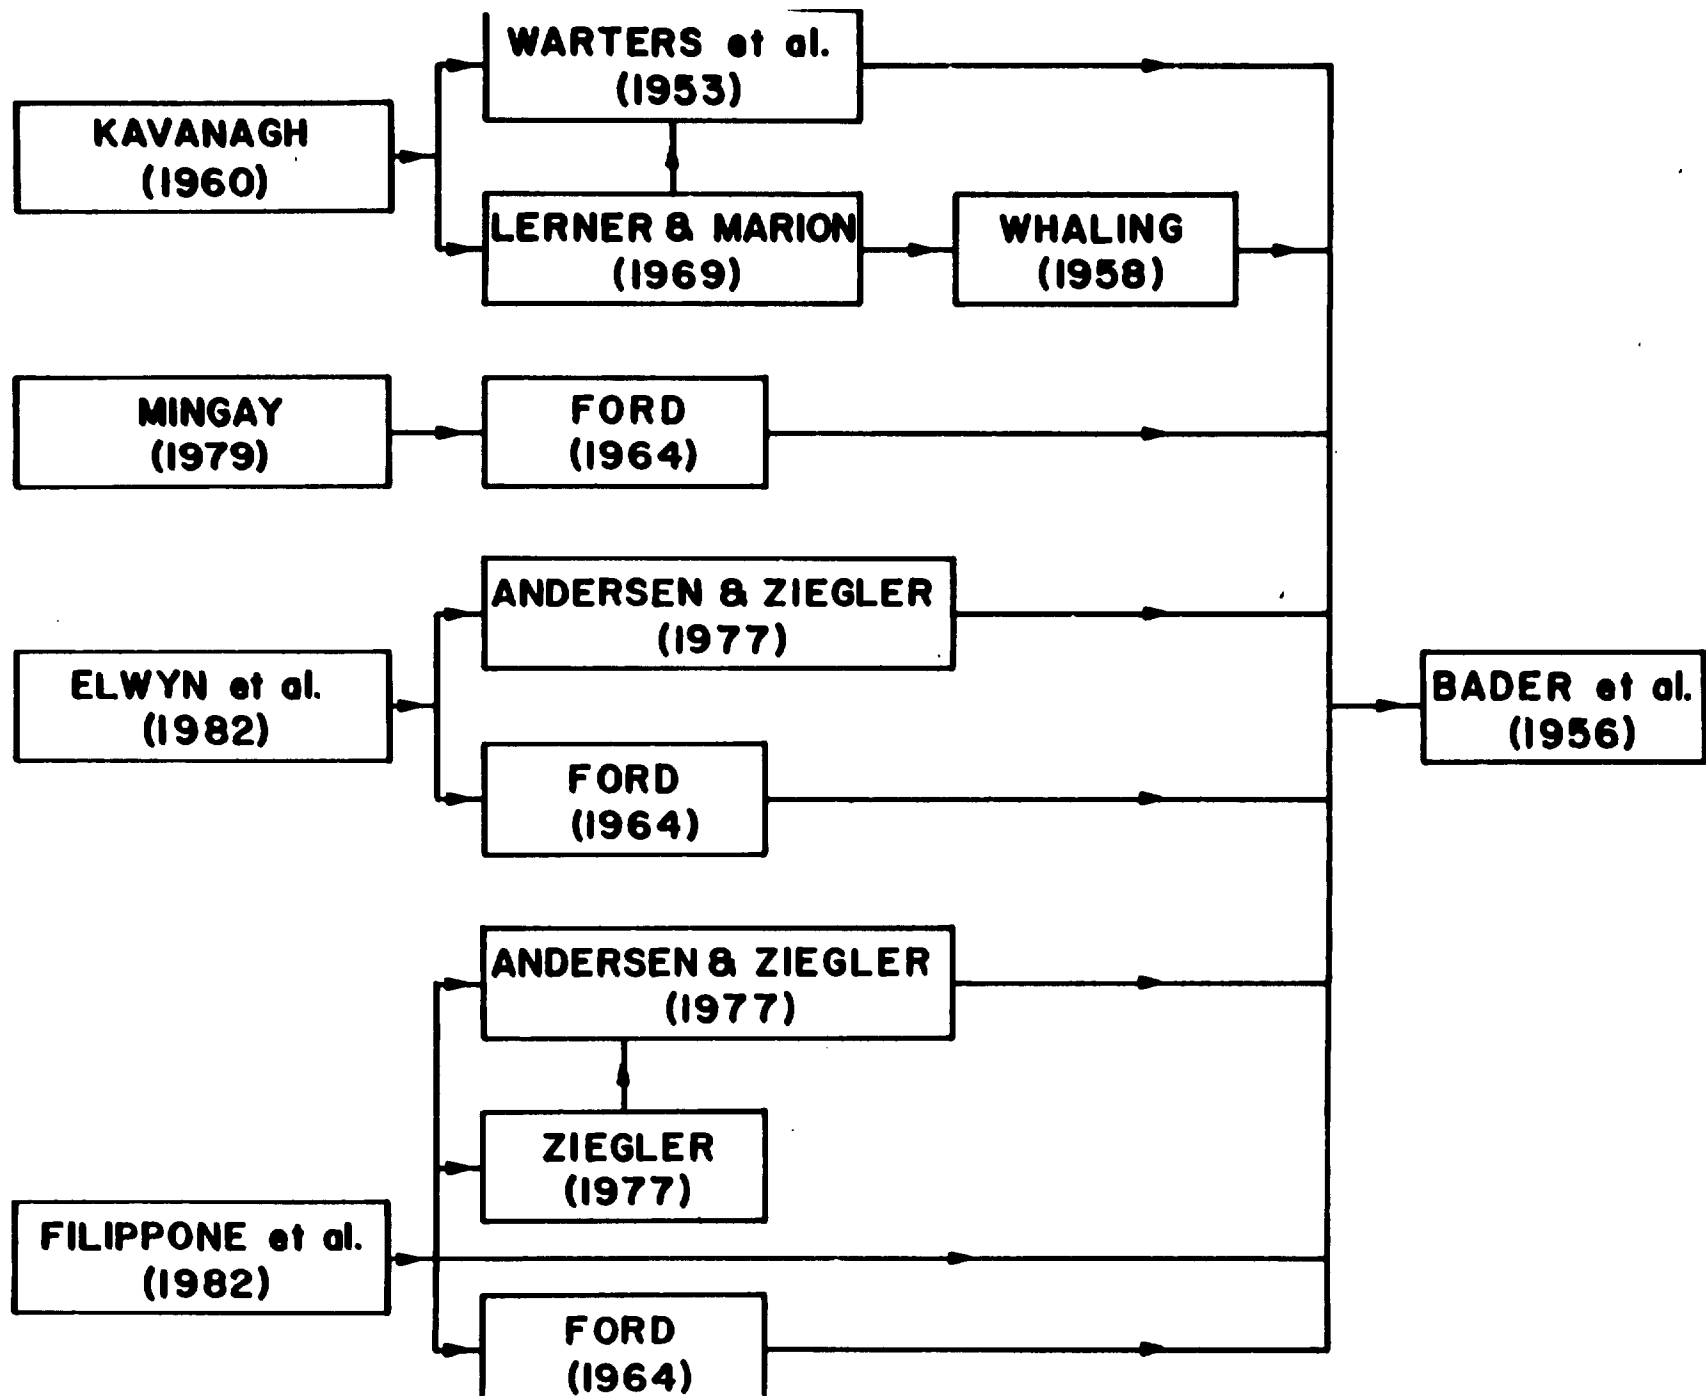 WARTERS et al.
(1953)
KAVANAGH
(1960)
LERNER & MARION
(1969)
WHALING
(1958)
MINGAY
(1979)
FORD
(1964)
ANDERSEN & ZIEGLER
(1977)
ELWYN et al.
(1982)
BADER et al.
(1956)
FORD
(1964)
ANDERSEN & ZIEGLER
(1977)
ZIEGLER
(1977)
FILIPPONE et al.
(1982)
FORD
(1964)